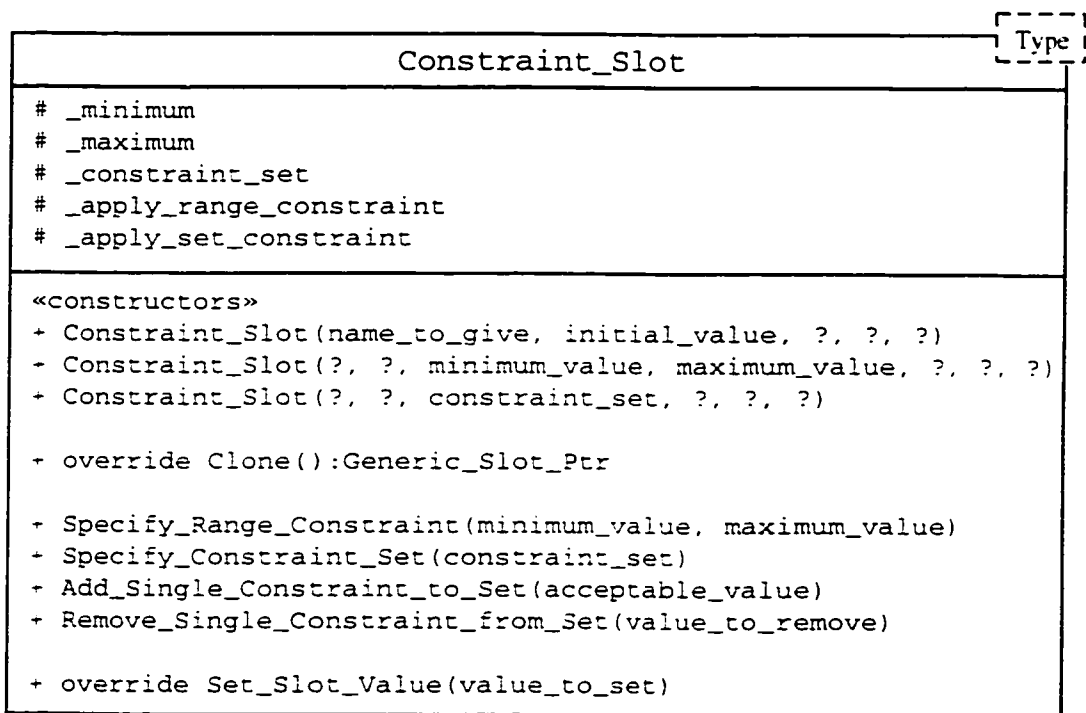 Type
Constraint_Slot
# _minimum
# _maximum
# _constraint_set
# _apply_range_constraint
# _apply_set_constraint
«constructors»
+ Constraint_Slot(name_to_give, initial_value, ?, ?, ?)
+ Constraint_Slot(?, ?, minimum_value, maximum_value, ?, ?, ?)
+ Constraint_Slot(?, ?, constraint_set, ?, ?, ?)
+ override Clone():Generic_Slot_Ptr
+ Specify_Range_Constraint(minimum_value, maximum_value)
+ Specify_Constraint_Set(constraint_set)
+ Add_Single_Constraint_to_Set(acceptable_value)
+ Remove_Single_Constraint_from_Set(value_to_remove)
+ override Set_Slot_Value(value_to_set)